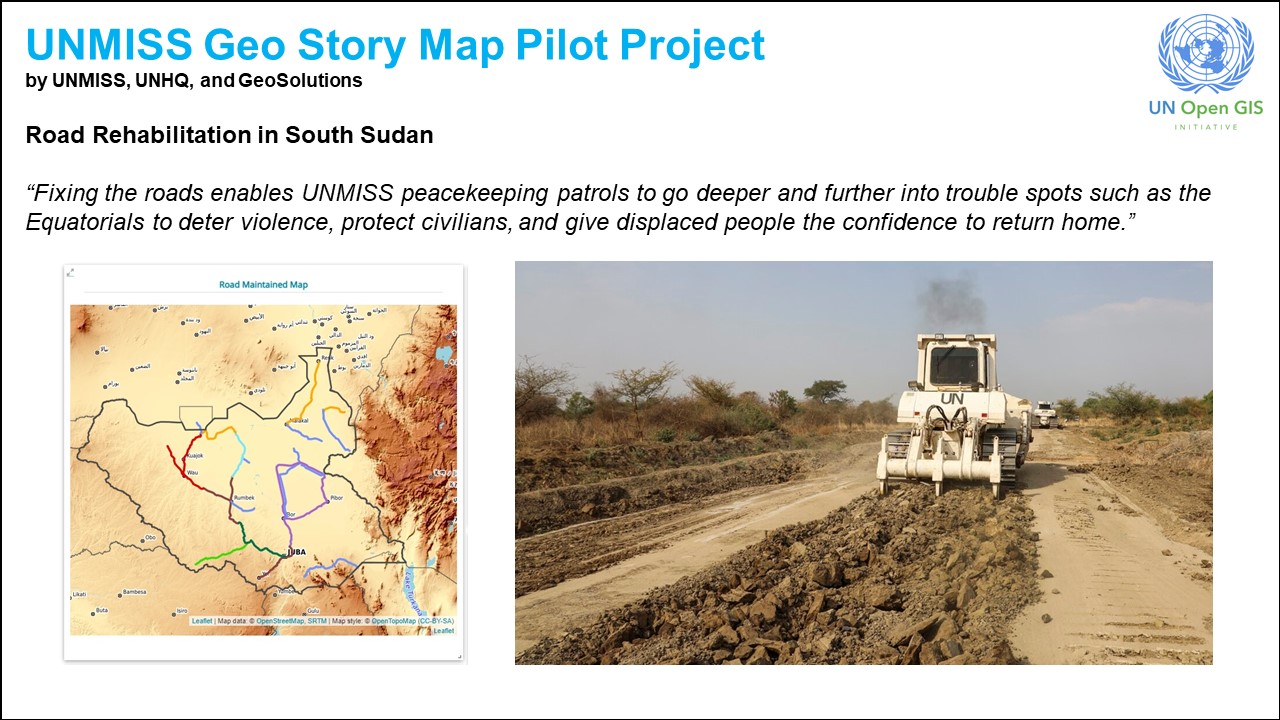 UNMISS Geo Story Map Pilot Project
by UNMISS, UNHQ, and GeoSolutions
UN Open GIS
INITIATIVE
Road Rehabilitation in South Sudan
“Fixing the roads enables UNMISS peacekeeping patrols to go deeper and further into trouble spots such as the
Equatorials to deter violence, protect civilians, and give displaced people the confidence to return home.”
Road Maintained Map
Renk
Malakal
Kuajok
Wau
Rumbek
Pibor
Bor
JUBA
Obo
Likati
Bambesa
Buta
Isiro
Gulu
Lake Turkana
Leaflet | Map data: © OpenStreetMap, SRTM | Map style: © OpenTopoMap (CC-BY-SA)
Leaflet
UN